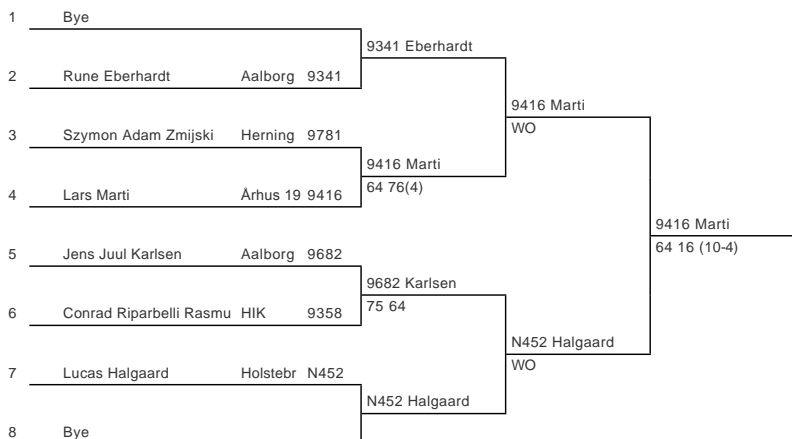 1 Bye
9341 Eberhardt
2 Rune Eberhardt Aalborg 9341
9416 Marti
WO
3 Szymon Adam Zmijski Herning 9781
9416 Marti
64 76(4)
4 Lars Marti Århus 19 9416
9416 Marti
64 16 (10-4)
5 Jens Juul Karlsen Aalborg 9682
9682 Karlsen
75 64
6 Conrad Riparbelli Rasmu HIK 9358
N452 Halgaard
WO
7 Lucas Halgaard Holstebr N452
N452 Halgaard
8 Bye